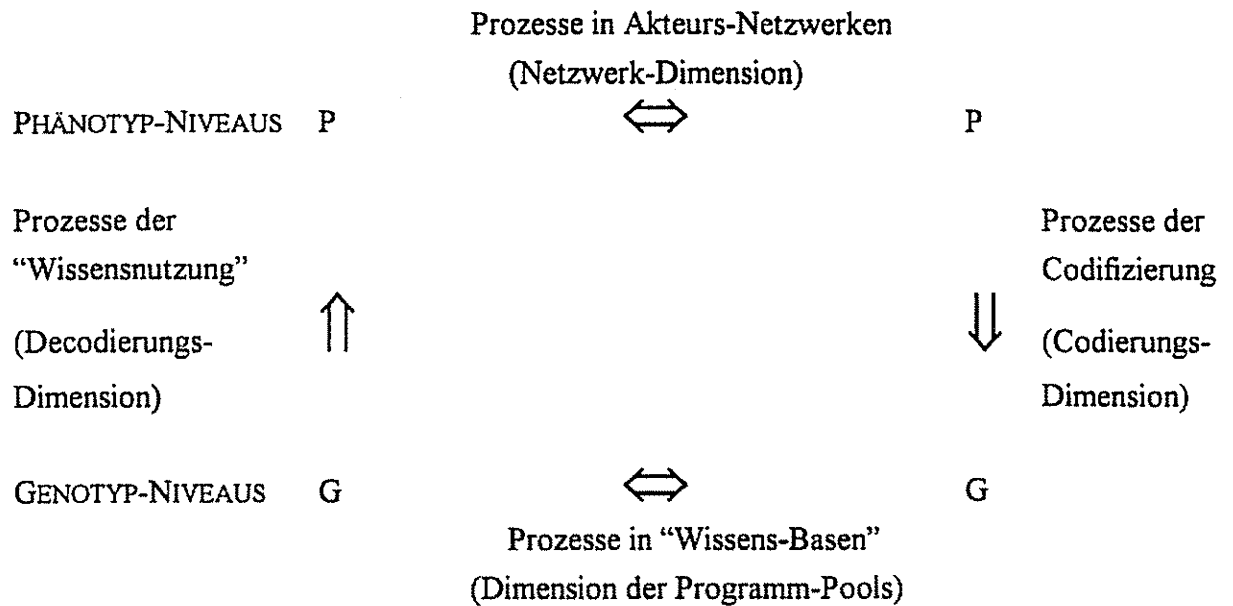 Prozesse in Akteurs-Netzwerken
(Netzwerk-Dimension)
PHÄNOTYP-NIVEAUS P ⇔ P
Prozesse der
“Wissensnutzung”
(Decodierungs-
Dimension)
⇑
⇓
Prozesse der
Codifizierung
(Codierungs-
Dimension)
GENOTYP-NIVEAUS G ⇔ G
Prozesse in “Wissens-Basen”
(Dimension der Programm-Pools)